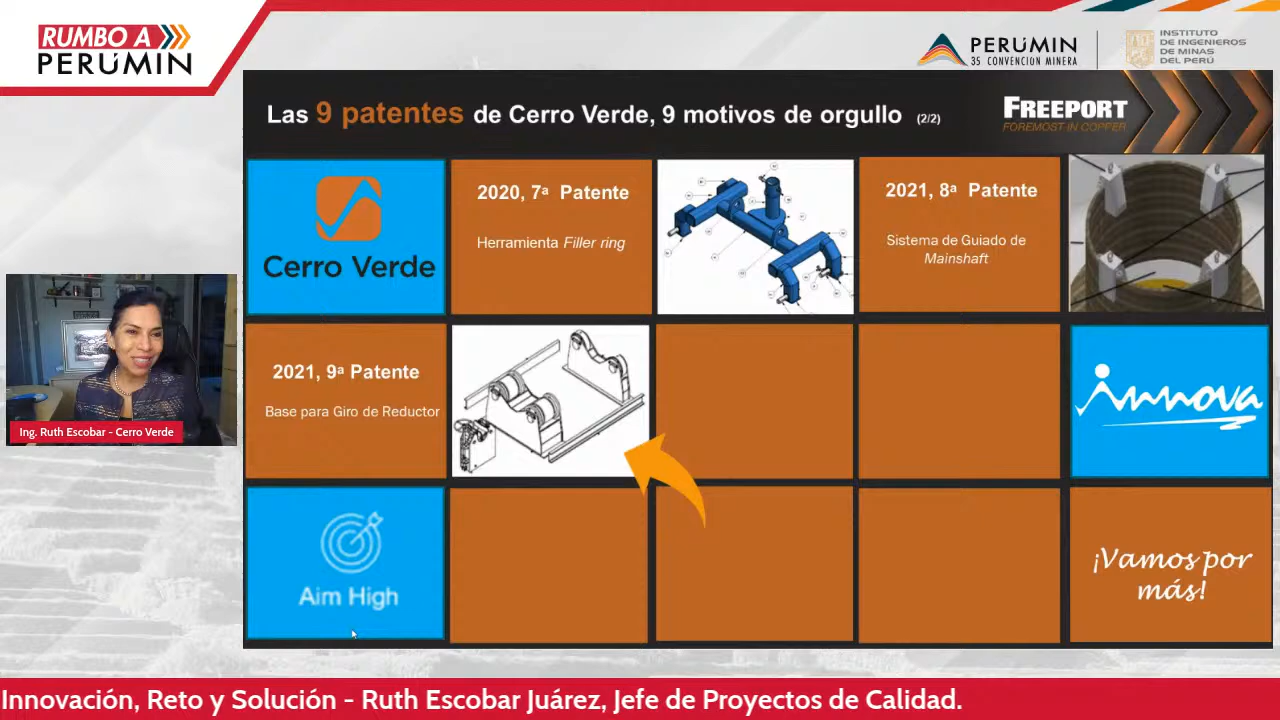 RUMBO A
PERÚMIN
PERÚMIN
35 CONVENCIÓN MINERA
INSTITUTO
DE INGENIEROS
DE MINAS
DEL PERÚ
Las 9 patentes de Cerro Verde, 9 motivos de orgullo (2/2)
FREEPORT
FOREMOST IN COPPER
Cerro Verde
2020, 7ª Patente
Herramienta Filler ring
2021, 8ª Patente
Sistema de Guiado de
Mainshaft
2021, 9ª Patente
Base para Giro de Reductor
innova
Aim High
¡Vamos por
más!
Ing. Ruth Escobar - Cerro Verde
Innovación, Reto y Solución - Ruth Escobar Juárez, Jefe de Proyectos de Calidad.